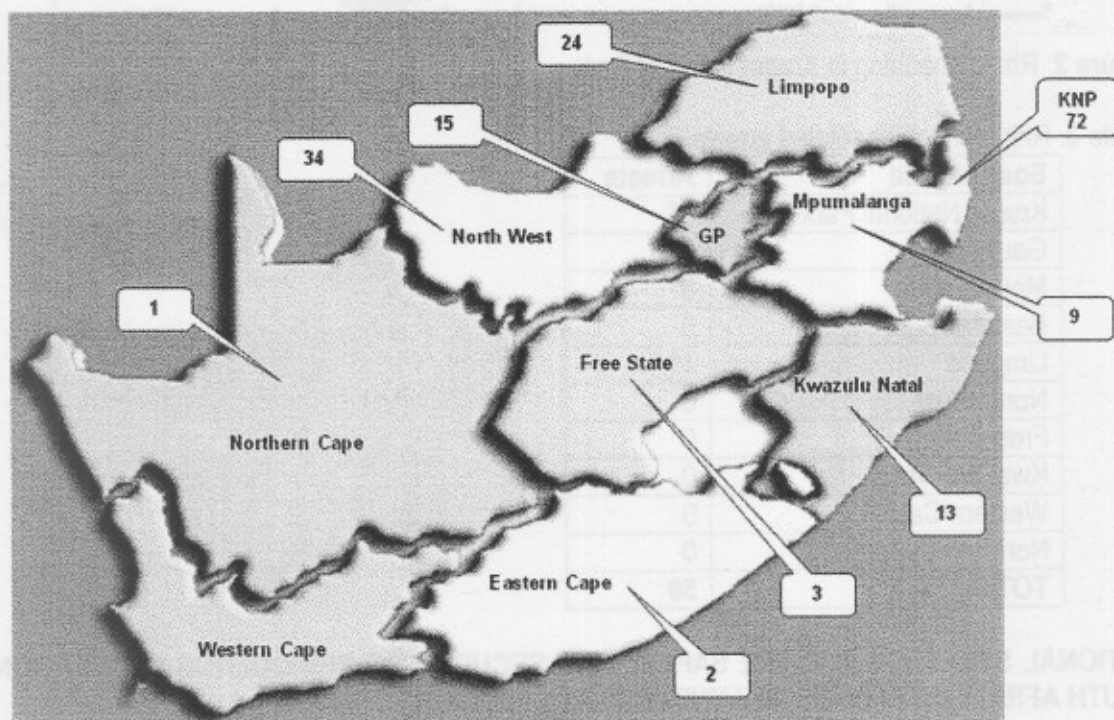 24
Limpopo
KNP
72
15
34
Mpumalanga
North West
GP
1
9
Free State
Kwazulu Natal
Northern Cape
13
Eastern Cape
3
Western Cape
2